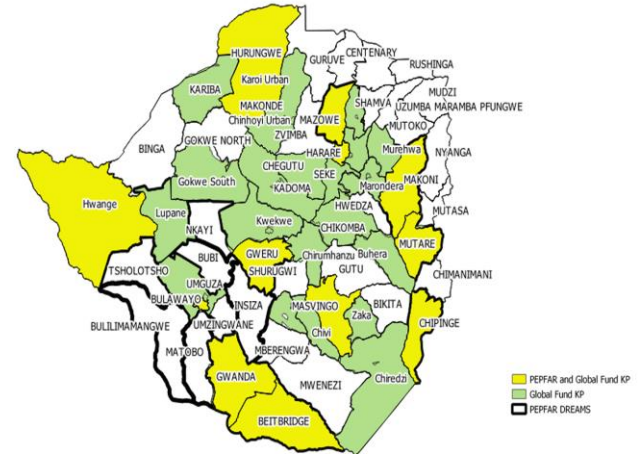 HURUNGWE
GURUVE
CENTENARY
RUSHINGA
KARIBA
Karoi Urban
MUDZI
SHAMVA
UZUMBA MARAMBA PFUNGWE
MAKONDE
MAZOWE
Chinhoyi Urban
MUTOKO
ZVIMBA
BINGA
GOKWE NORTH
HARARE
Murehwa
NYANGA
CHEGUTU
SEKE
MAKONI
Gokwe South
KADOMA
Marondera
Hwange
HWEDZA
MUTASA
Lupane
Kwekwe
CHIKOMBA
NKAYI
MUTARE
BUBI
GWERU
Chirumhanzu
Buhera
TSHOLOTSHO
SHURUGWI
GUTU
CHIMANIMANI
UMGUZA
BULAWAYO
INSIZA
MASVINGO
BIKITA
Zaka
CHIPINGE
BULILIMAMANGWE
UMZINGWANE
Chivi
MATOBO
MBERENGWA
GWANDA
MWENEZI
Chiredzi
BEITBRIDGE
PEPFAR and Global Fund KP
Global Fund KP
PEPFAR DREAMS